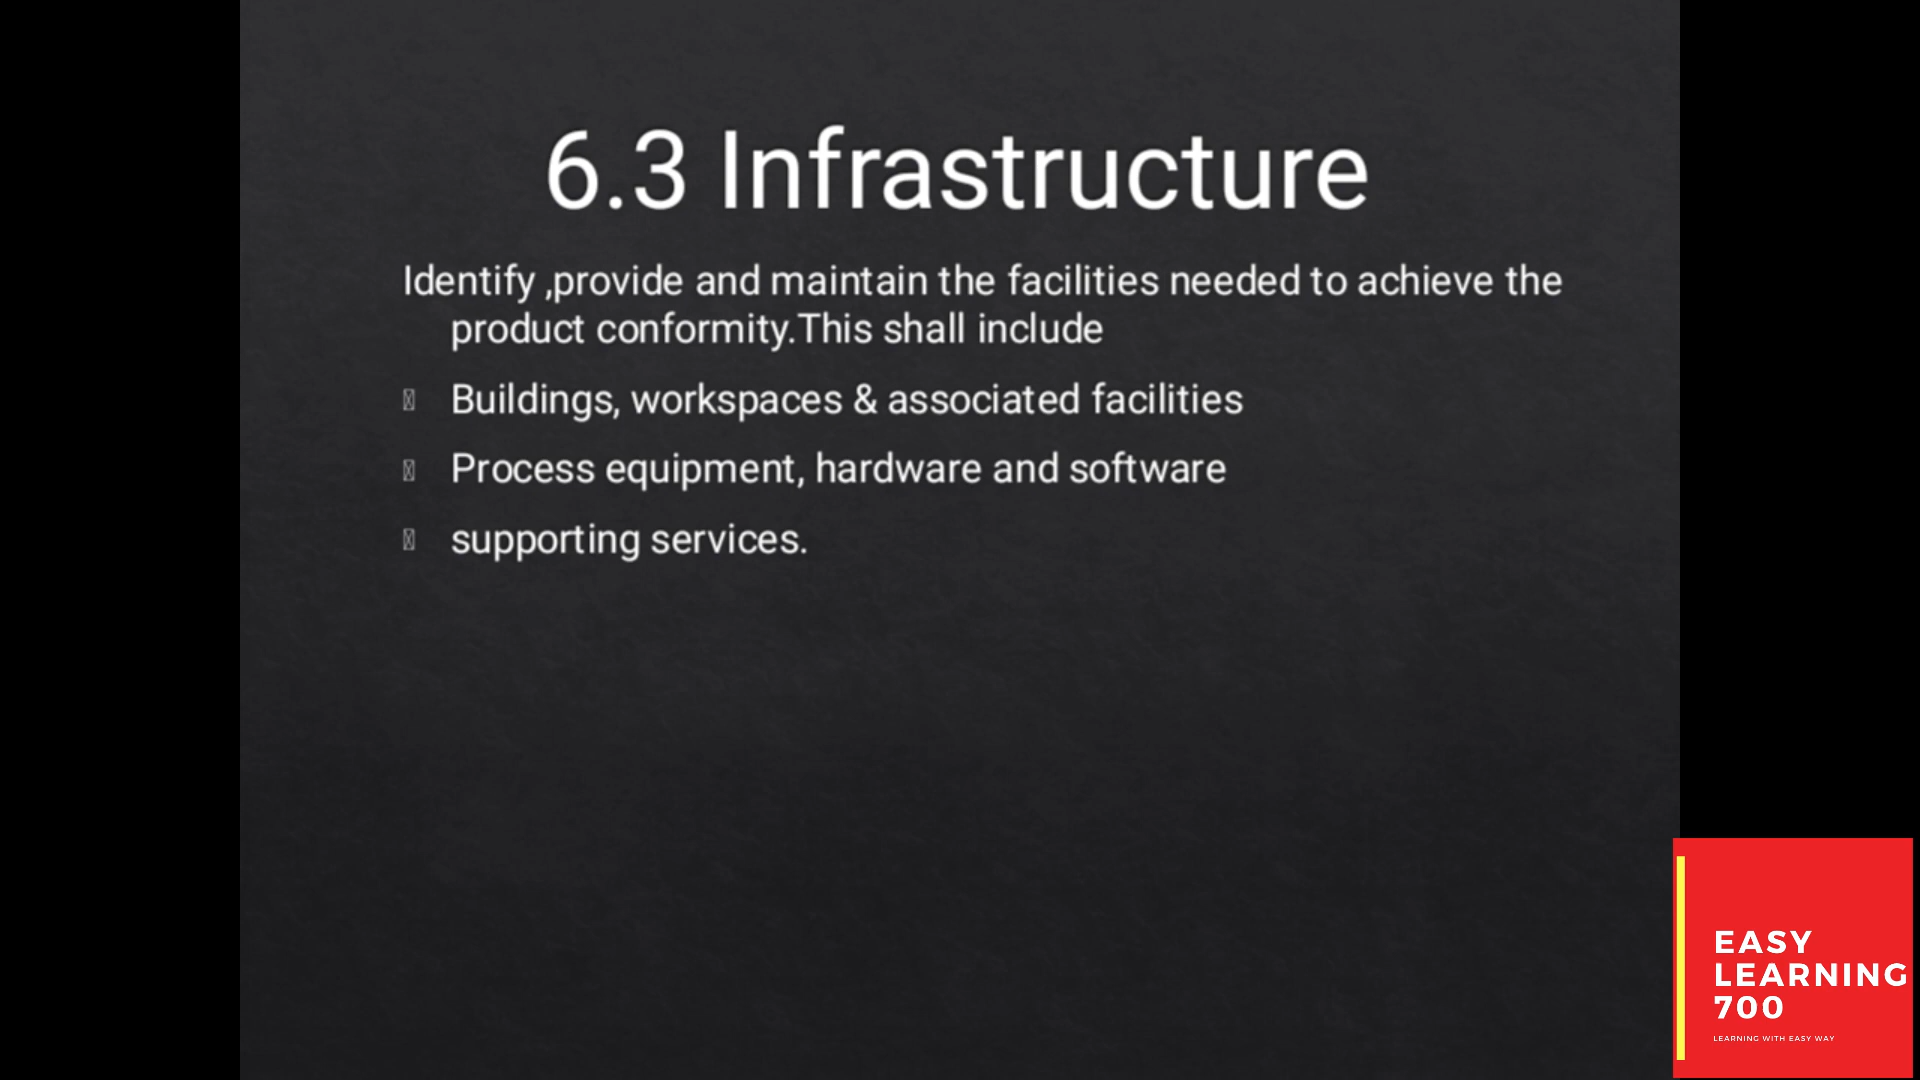 6.3 Infrastructure
Identify ,provide and maintain the facilities needed to achieve the
product conformity.This shall include
Buildings, workspaces & associated facilities
Process equipment, hardware and software
supporting services.
EASY
LEARNING
700
LEARNING WITH EASY WAY